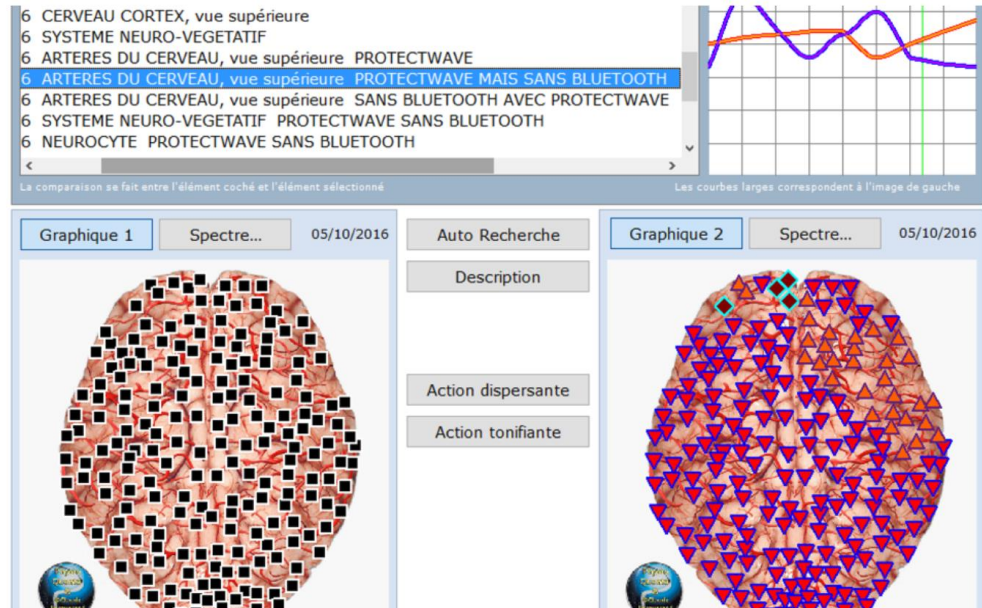 6 CERVEAU CORTEX, vue supérieure
6 SYSTEME NEURO-VEGETATIF
6 ARTERES DU CERVEAU, vue supérieure PROTECTWAVE
6 ARTERES DU CERVEAU, vue supérieure PROTECTWAVE MAIS SANS BLUETOOTH
6 ARTERES DU CERVEAU, vue supérieure SANS BLUETOOTH AVEC PROTECTWAVE
6 SYSTEME NEURO-VEGETATIF PROTECTWAVE SANS BLUETOOTH
6 NEUROCYTE PROTECTWAVE SANS BLUETOOTH
La comparaison se fait entre l'élément coché et l'élément sélectionné
Les courbes larges correspondent à l'image de gauche
Graphique 1
Spectre...
05/10/2016
Auto Recherche
Description
Action dispersante
Action tonifiante
Graphique 2
Spectre...
05/10/2016